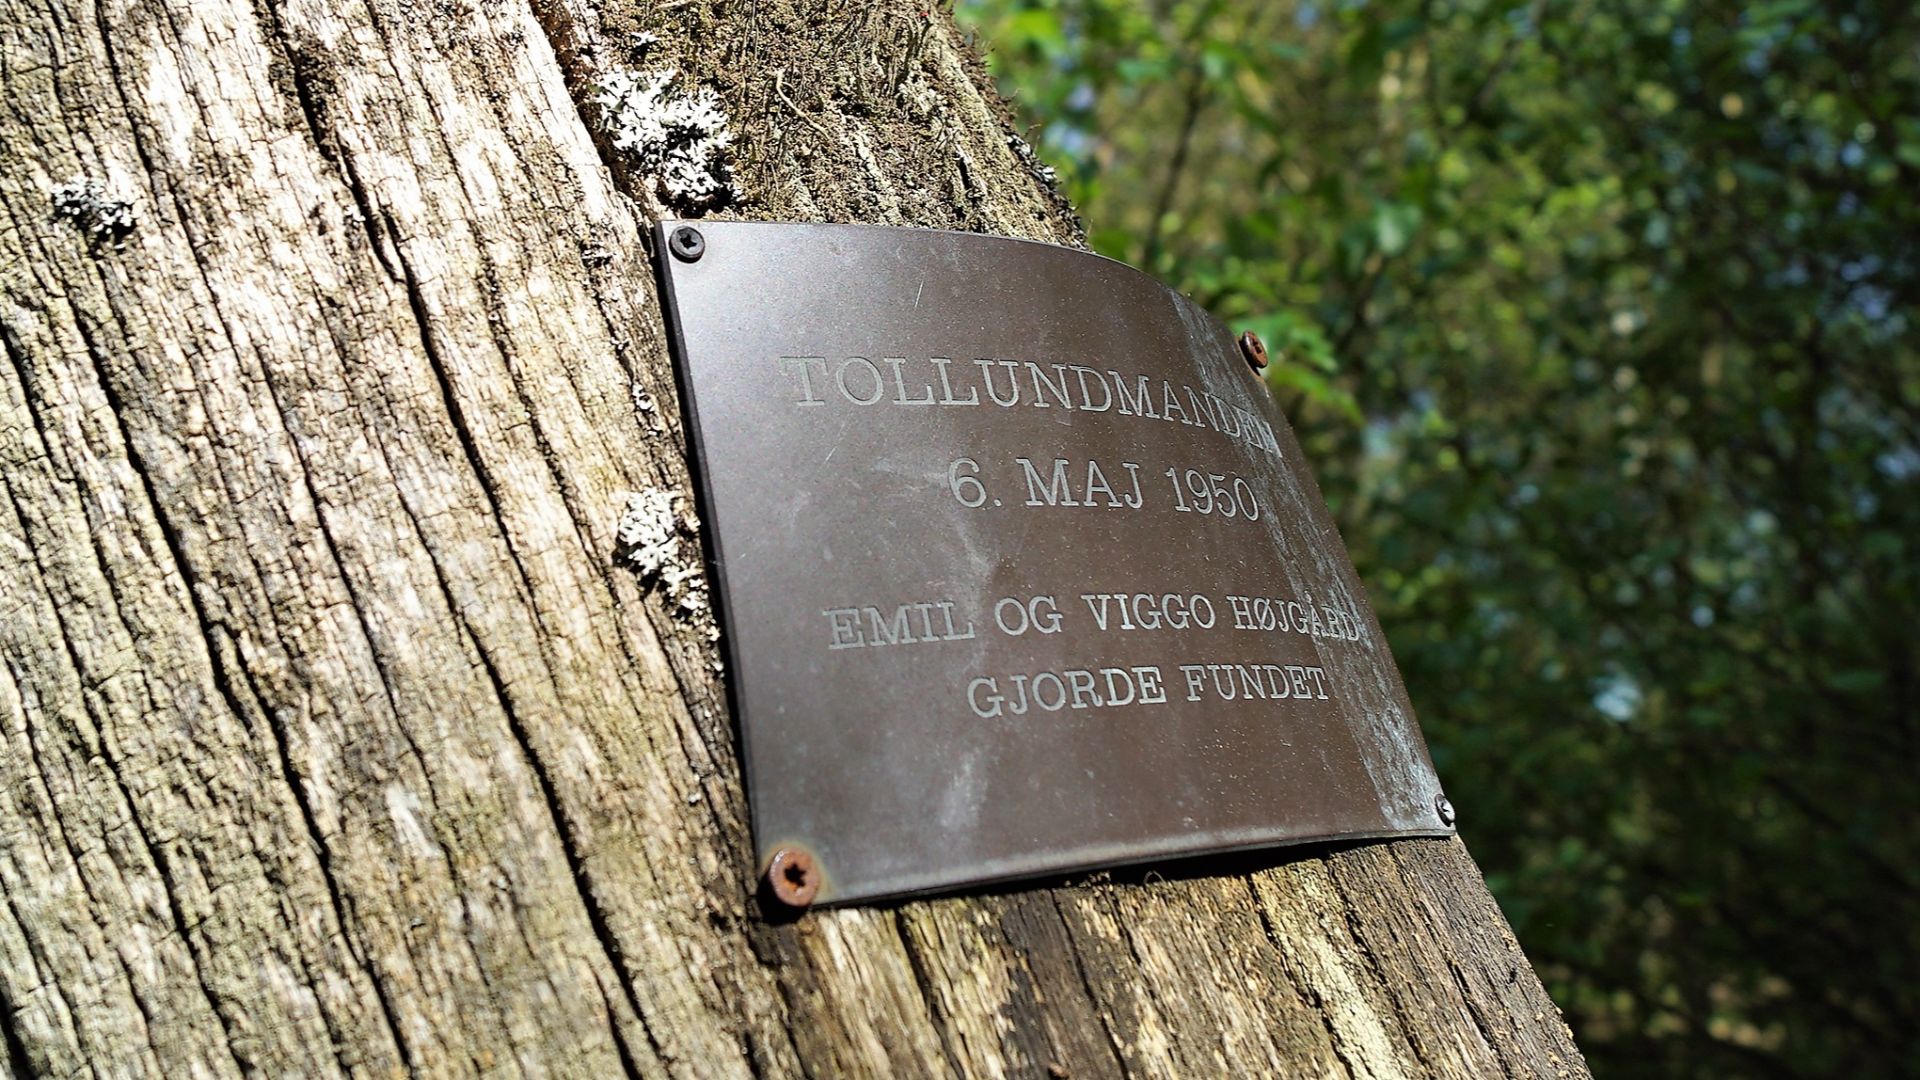 TOLLUNDMANDEN
6. MAJ 1950
EMIL OG VIGGO HØJGÅRD
GJORDE FUNDET